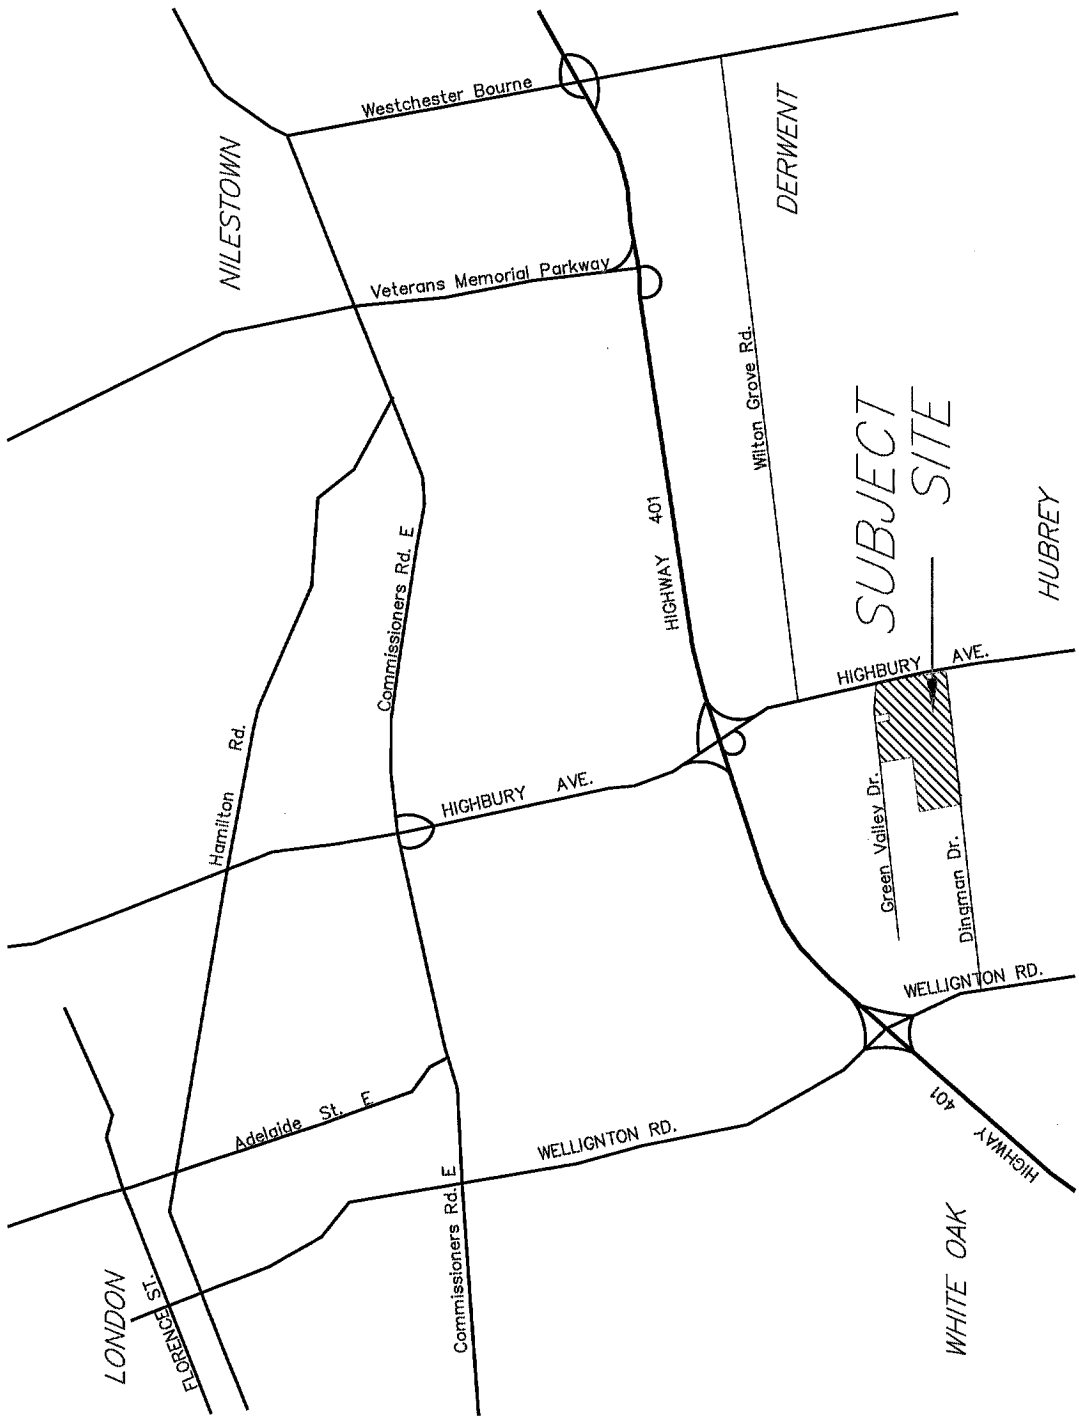 Westchester Bourne
NILESTOWN
DERWENT
Veterans Memorial Parkway
Wilton Grove Rd.
HIGHWAY 401
SUBJECT
SITE
HUBREY
Commissioners Rd. E
Hamilton Rd.
HIGHBURY AVE.
HIGHBURY AVE.
Green Valley Dr.
Dingman Dr.
WELLIGNTON RD.
HIGHWAY 401
Adelaide St. E
WELLIGNTON RD.
Commissioners Rd. E
LONDON
FLORENCE ST.
WHITE OAK